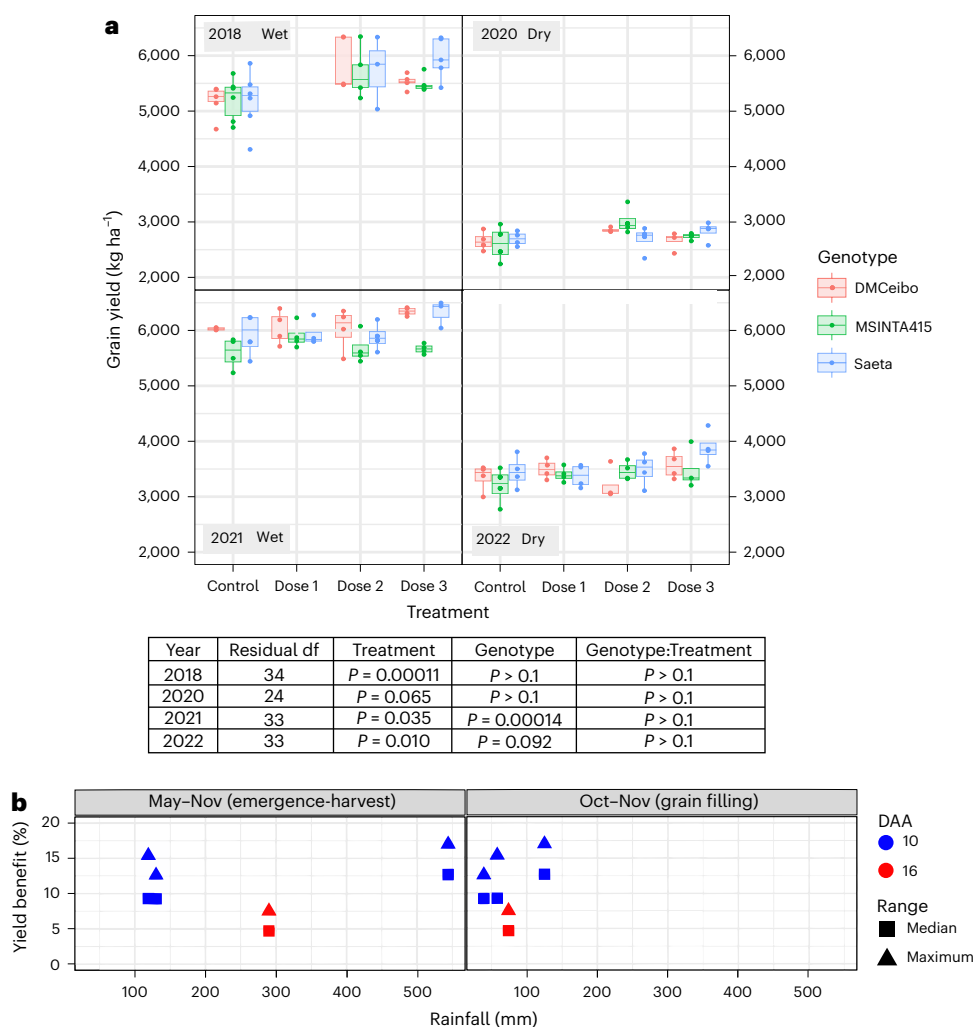 a
2018 Wet
2020 Dry
6,000
5,000
4,000
3,000
2,000
6,000
5,000
4,000
3,000
2,000
Grain yield (kg ha⁻¹)
6,000
5,000
4,000
3,000
2,000
6,000
5,000
4,000
3,000
2,000
2021 Wet
2022 Dry
Control Dose 1 Dose 2 Dose 3
Control Dose 1 Dose 2 Dose 3
Treatment
Genotype
DMCeibo
MSINTA415
Saeta
Year Residual df Treatment Genotype Genotype:Treatment
2018 34 P = 0.00011 P > 0.1 P > 0.1
2020 24 P = 0.065 P > 0.1 P > 0.1
2021 33 P = 0.035 P = 0.00014 P > 0.1
2022 33 P = 0.010 P = 0.092 P > 0.1
b
May–Nov (emergence-harvest)
Oct–Nov (grain filling)
Yield benefit (%)
20
15
10
5
0
100 200 300 400 500
100 200 300 400 500
Rainfall (mm)
DAA
10
16
Range
Median
Maximum